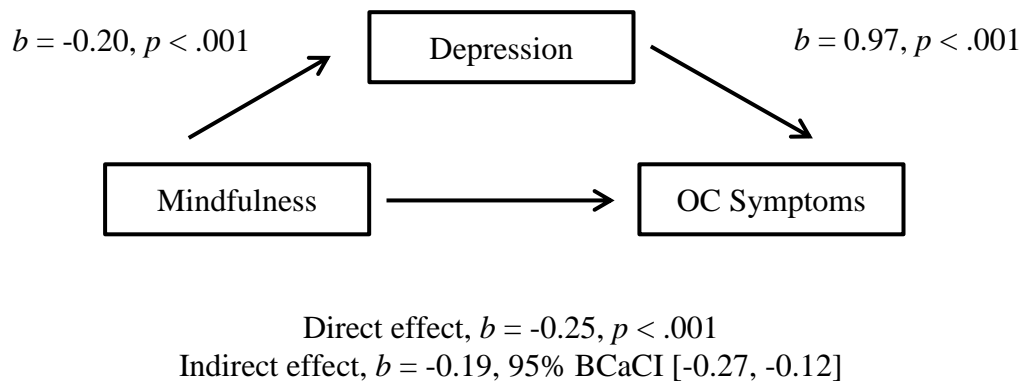 b = -0.20, p < .001
Depression
b = 0.97, p < .001
Mindfulness
OC Symptoms
Direct effect, b = -0.25, p < .001
Indirect effect, b = -0.19, 95% BCaCI [-0.27, -0.12]